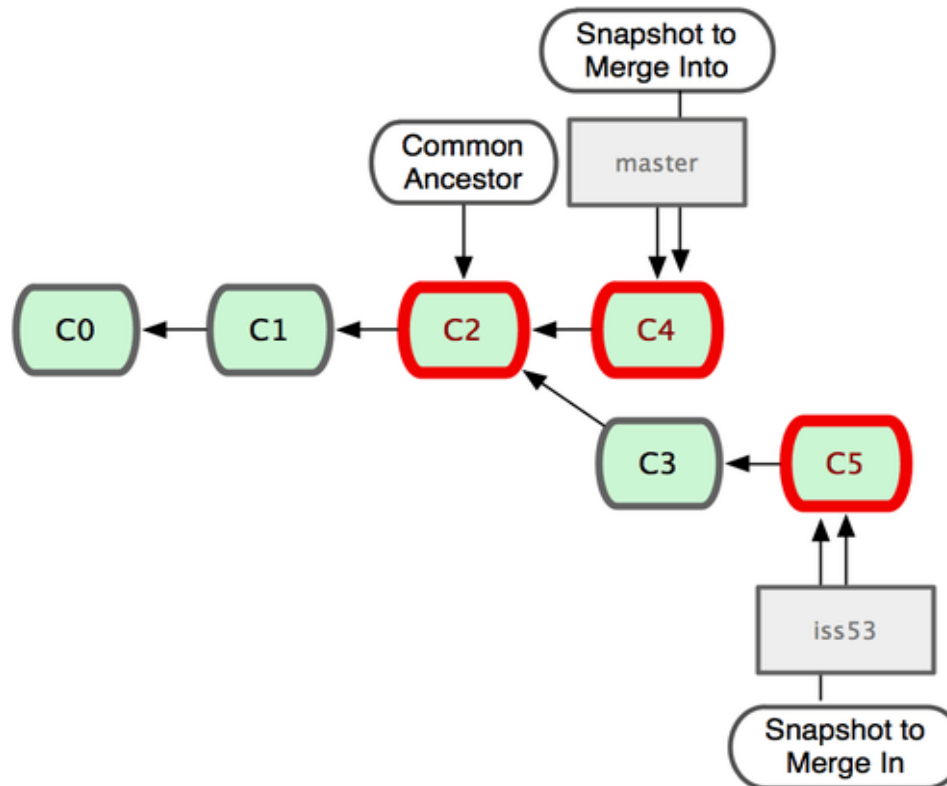 Snapshot to
Merge Into
Common
Ancestor
master
C0
C1
C2
C4
C3
C5
iss53
Snapshot to
Merge In